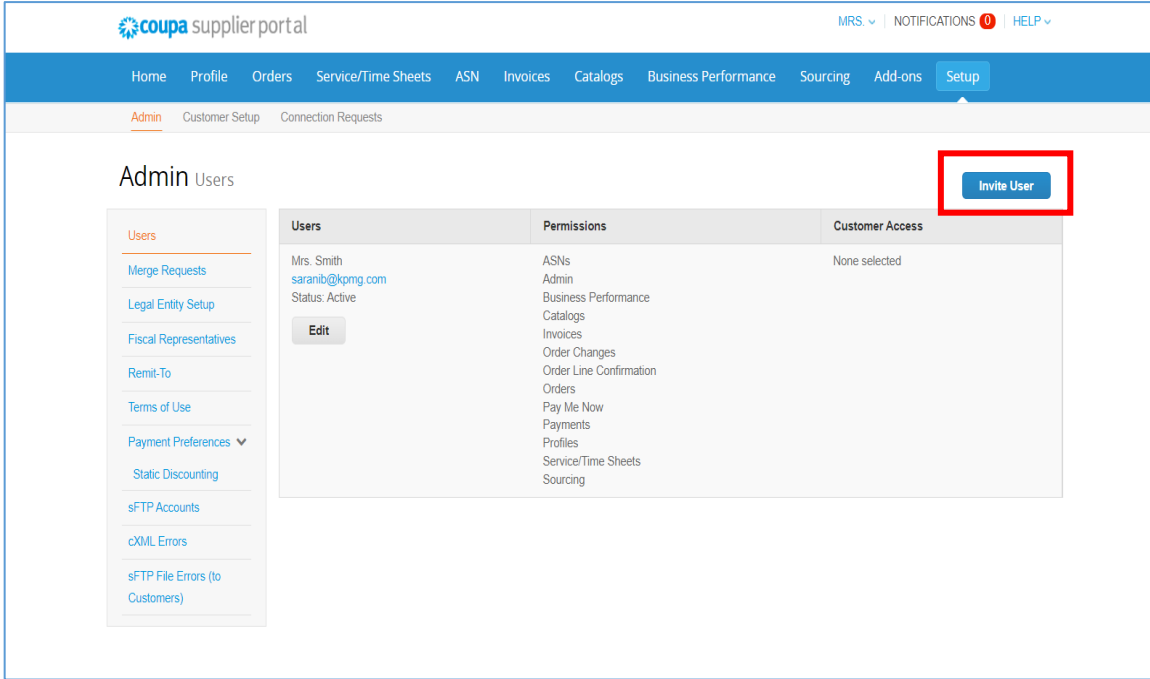 coupa supplier portal
MRS. NOTIFICATIONS 0 HELP
Home Profile Orders Service/Time Sheets ASN Invoices Catalogs Business Performance Sourcing Add-ons Setup
Admin Customer Setup Connection Requests
Admin Users
Invite User
Users
Merge Requests
Legal Entity Setup
Fiscal Representatives
Remit-To
Terms of Use
Payment Preferences
Static Discounting
sFTP Accounts
cXML Errors
sFTP File Errors (to
Customers)
Users Permissions Customer Access
Mrs. Smith
saranib@kpmg.com
Status: Active
Edit
ASNs
Admin
Business Performance
Catalogs
Invoices
Order Changes
Order Line Confirmation
Orders
Pay Me Now
Payments
Profiles
Service/Time Sheets
Sourcing
None selected